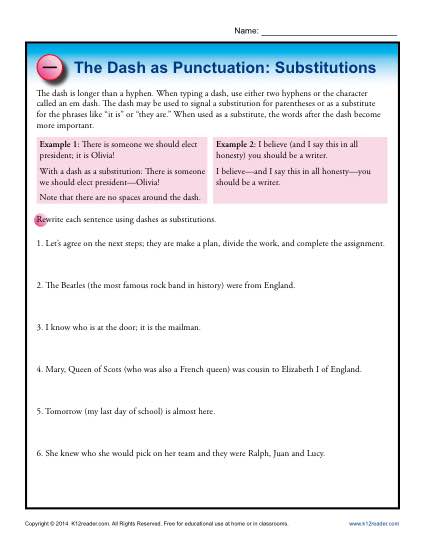 Name:
The Dash as Punctuation: Substitutions
The dash is longer than a hyphen. When typing a dash, use either two hyphens or the character
called an em dash. The dash may be used to signal a substitution for parentheses or as a substitute
for the phrases like “it is” or “they are.” When used as a substitute, the words after the dash become
more important.
Example 1: There is someone we should elect
president; it is Olivia!
With a dash as a substitution: There is someone
we should elect president—Olivia!
Note that there are no spaces around the dash.
Example 2: I believe (and I say this in all
honesty) you should be a writer.
I believe—and I say this in all honesty—you
should be a writer.
Rewrite each sentence using dashes as substitutions.
1. Let’s agree on the next steps; they are make a plan, divide the work, and complete the assignment.
2. The Beatles (the most famous rock band in history) were from England.
3. I know who is at the door; it is the mailman.
4. Mary, Queen of Scots (who was also a French queen) was cousin to Elizabeth I of England.
5. Tomorrow (my last day of school) is almost here.
6. She knew who she would pick on her team and they were Ralph, Juan and Lucy.
Copyright © 2014 K12reader.com. All Rights Reserved. Free for educational use at home or in classrooms.
www.k12reader.com